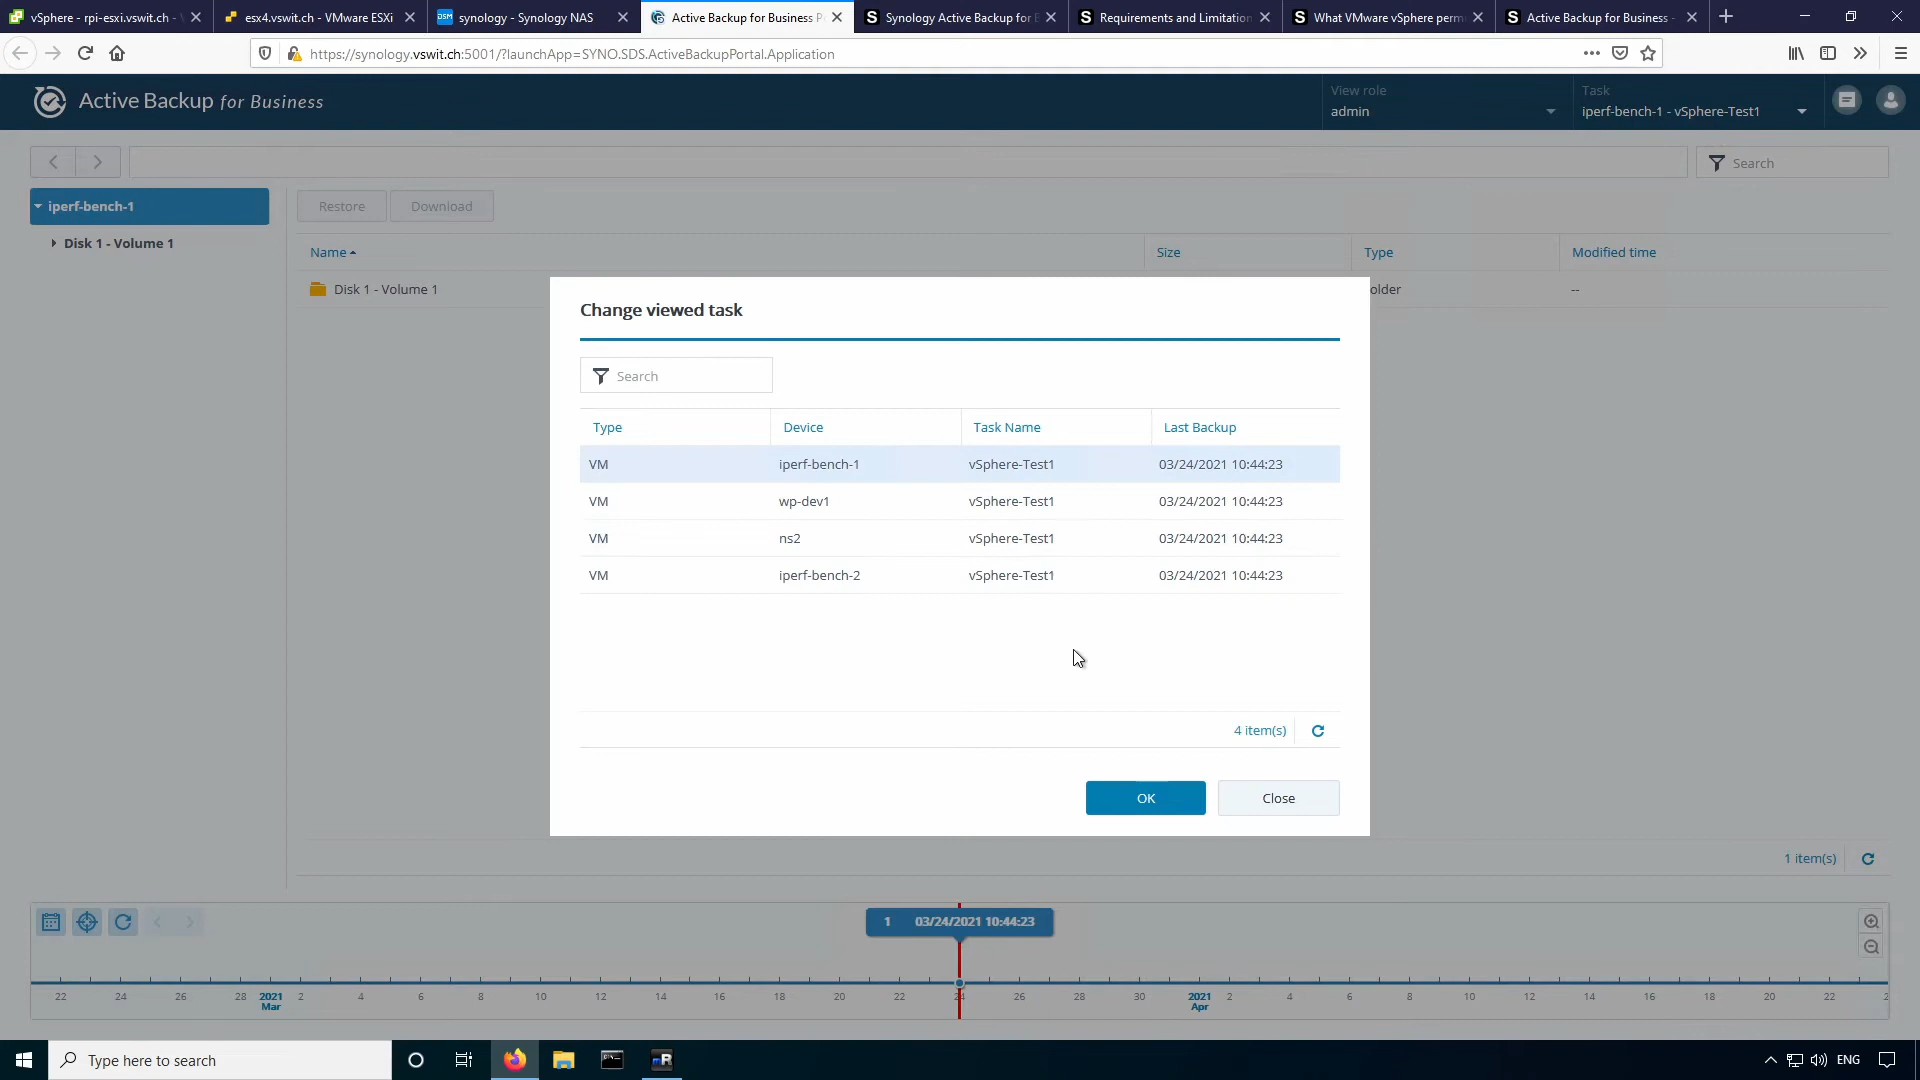 vSphere - rpi-esxi.vswit.ch -
esx4.vswit.ch - VMware ESXi
DSM synology - Synology NAS
Active Backup for Business P
S Synology Active Backup for B
S Requirements and Limitation
S What VMware vSphere perm
S Active Backup for Business -
https://synology.vswit.ch:5001/?launchApp=SYNO.SDS.ActiveBackupPortal.Application
Active Backup for Business
View role
admin
Task
iperf-bench-1 - vSphere-Test1
Search
iperf-bench-1
Disk 1 - Volume 1
Restore
Download
Name
Size
Type
Modified time
Disk 1 - Volume 1
older
--
Change viewed task
Search
Type
Device
Task Name
Last Backup
VM
iperf-bench-1
vSphere-Test1
03/24/2021 10:44:23
VM
wp-dev1
vSphere-Test1
03/24/2021 10:44:23
VM
ns2
vSphere-Test1
03/24/2021 10:44:23
VM
iperf-bench-2
vSphere-Test1
03/24/2021 10:44:23
4 item(s)
OK
Close
1 item(s)
1 03/24/2021 10:44:23
22 24 26 28 2021 Mar 2 4 6 8 10 12 14 16 18 20 22 24 26 28 30 2021 Apr 2 4 6 8 10 12 14 16 18 20 22 2
Type here to search
mR
ENG